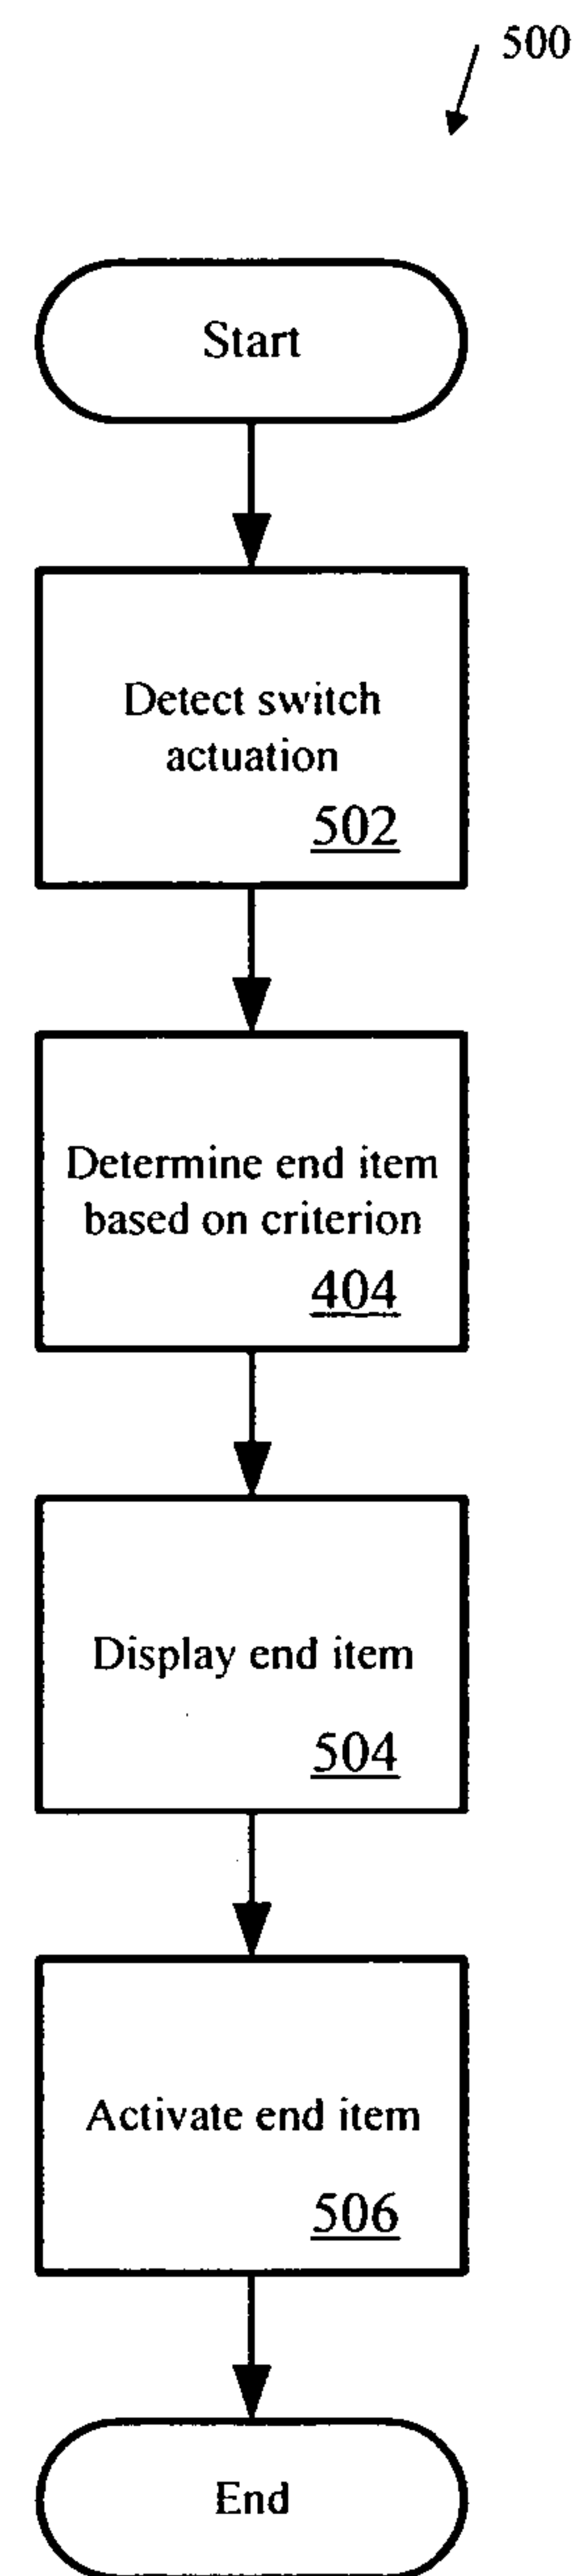 500
Start
Detect switch
actuation
502
Determine end item
based on criterion
404
Display end item
504
Activate end item
506
End